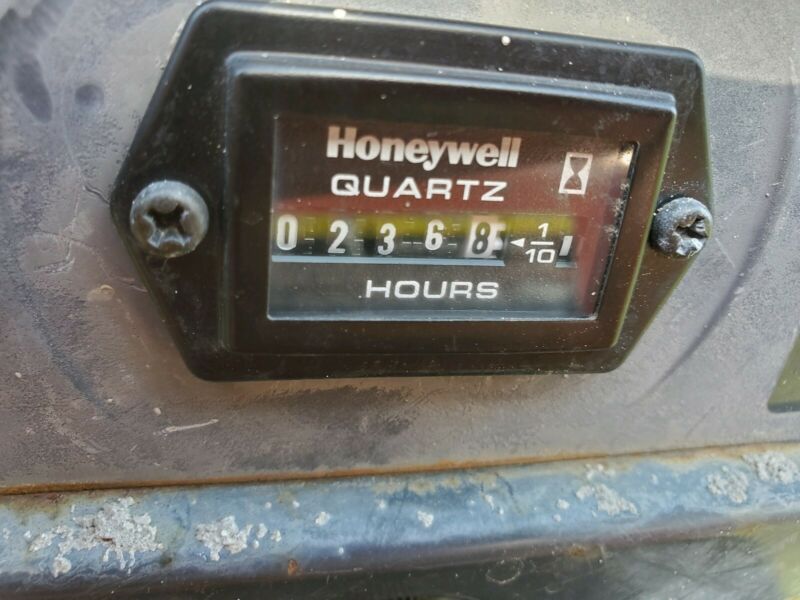 Honeywell
QUARTZ
0 2 3 6 8 ◄ 1/10
HOURS